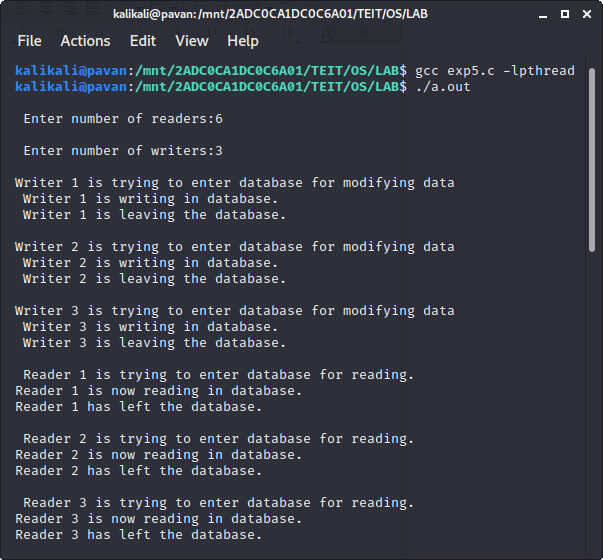 kalikali@pavan:/mnt/2ADC0CA1DC0C6A01/TEIT/OS/LAB
File Actions Edit View Help
kalikali@pavan:/mnt/2ADC0CA1DC0C6A01/TEIT/OS/LAB$ gcc exp5.c -lpthread
kalikali@pavan:/mnt/2ADC0CA1DC0C6A01/TEIT/OS/LAB$ ./a.out
Enter number of readers:6
Enter number of writers:3
Writer 1 is trying to enter database for modifying data
Writer 1 is writing in database.
Writer 1 is leaving the database.
Writer 2 is trying to enter database for modifying data
Writer 2 is writing in database.
Writer 2 is leaving the database.
Writer 3 is trying to enter database for modifying data
Writer 3 is writing in database.
Writer 3 is leaving the database.
Reader 1 is trying to enter database for reading.
Reader 1 is now reading in database.
Reader 1 has left the database.
Reader 2 is trying to enter database for reading.
Reader 2 is now reading in database.
Reader 2 has left the database.
Reader 3 is trying to enter database for reading.
Reader 3 is now reading in database.
Reader 3 has left the database.